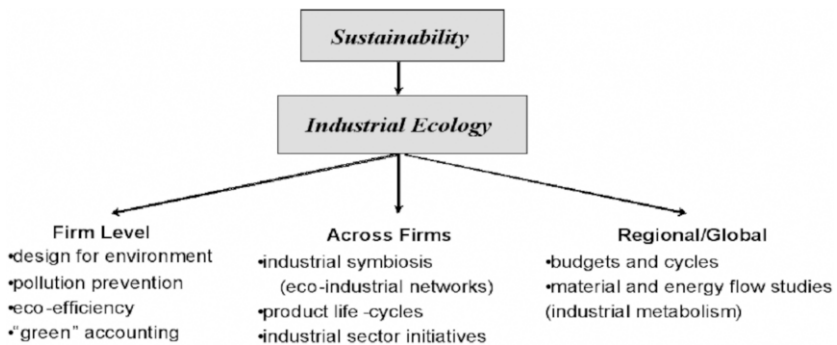 Sustainability
Industrial Ecology
Firm Level
•design for environment
•pollution prevention
•eco-efficiency
•"green" accounting
Across Firms
•industrial symbiosis
(eco-industrial networks)
•product life -cycles
•industrial sector initiatives
Regional/Global
•budgets and cycles
•material and energy flow studies
(industrial metabolism)